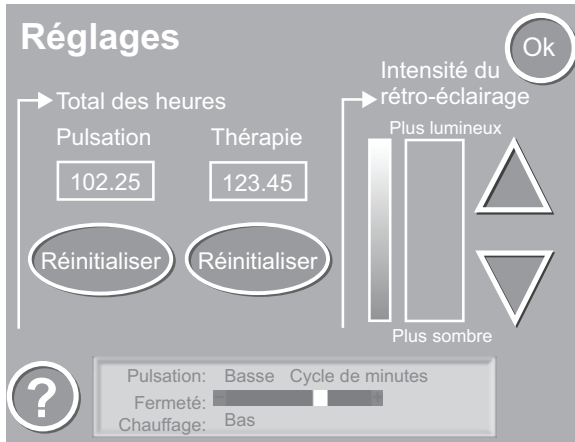 Réglages
Ok
Total des heures
Pulsation Thérapie
102.25 123.45
Réinitialiser Réinitialiser
Intensité du
rétro-éclairage
Plus lumineux
Plus sombre
?
Pulsation: Basse Cycle de minutes
Fermeté: - +
Chauffage: Bas